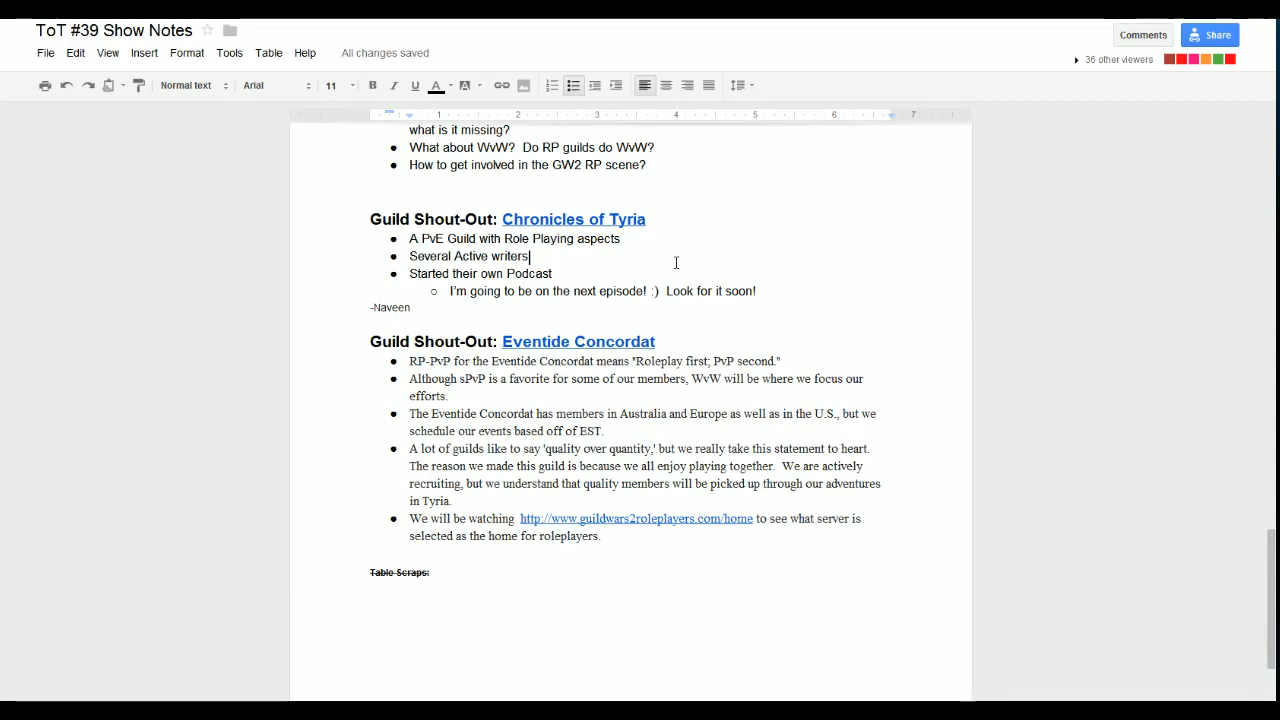 ToT #39 Show Notes
File Edit View Insert Format Tools Table Help All changes saved
Comments Share
36 other viewers
Normal text Arial 11 B I U A A
1 2 3 4 5 6 7
what is it missing?
● What about WvW? Do RP guilds do WvW?
● How to get involved in the GW2 RP scene?
Guild Shout-Out: Chronicles of Tyria
● A PvE Guild with Role Playing aspects
● Several Active writers
● Started their own Podcast
○ I'm going to be on the next episode! :) Look for it soon!
-Naveen
Guild Shout-Out: Eventide Concordat
● RP-PvP for the Eventide Concordat means "Roleplay first; PvP second."
● Although sPvP is a favorite for some of our members, WvW will be where we focus our
efforts.
● The Eventide Concordat has members in Australia and Europe as well as in the U.S., but we
schedule our events based off of EST.
● A lot of guilds like to say 'quality over quantity,' but we really take this statement to heart.
The reason we made this guild is because we all enjoy playing together. We are actively
recruiting, but we understand that quality members will be picked up through our adventures
in Tyria.
● We will be watching http://www.guildwars2roleplayers.com/home to see what server is
selected as the home for roleplayers.
Table Scraps: